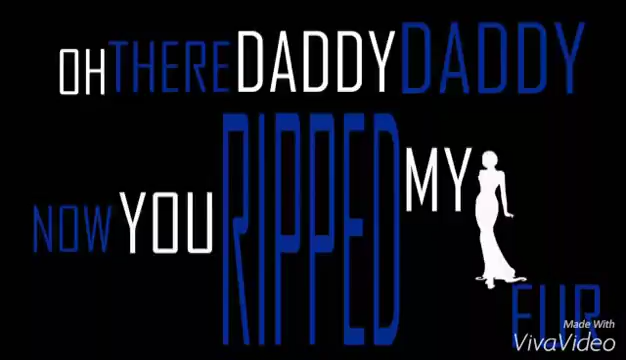 OH THERE DADDY DADDY
NOW YOU RIPPED MY
FUR
Made With
VivaVideo